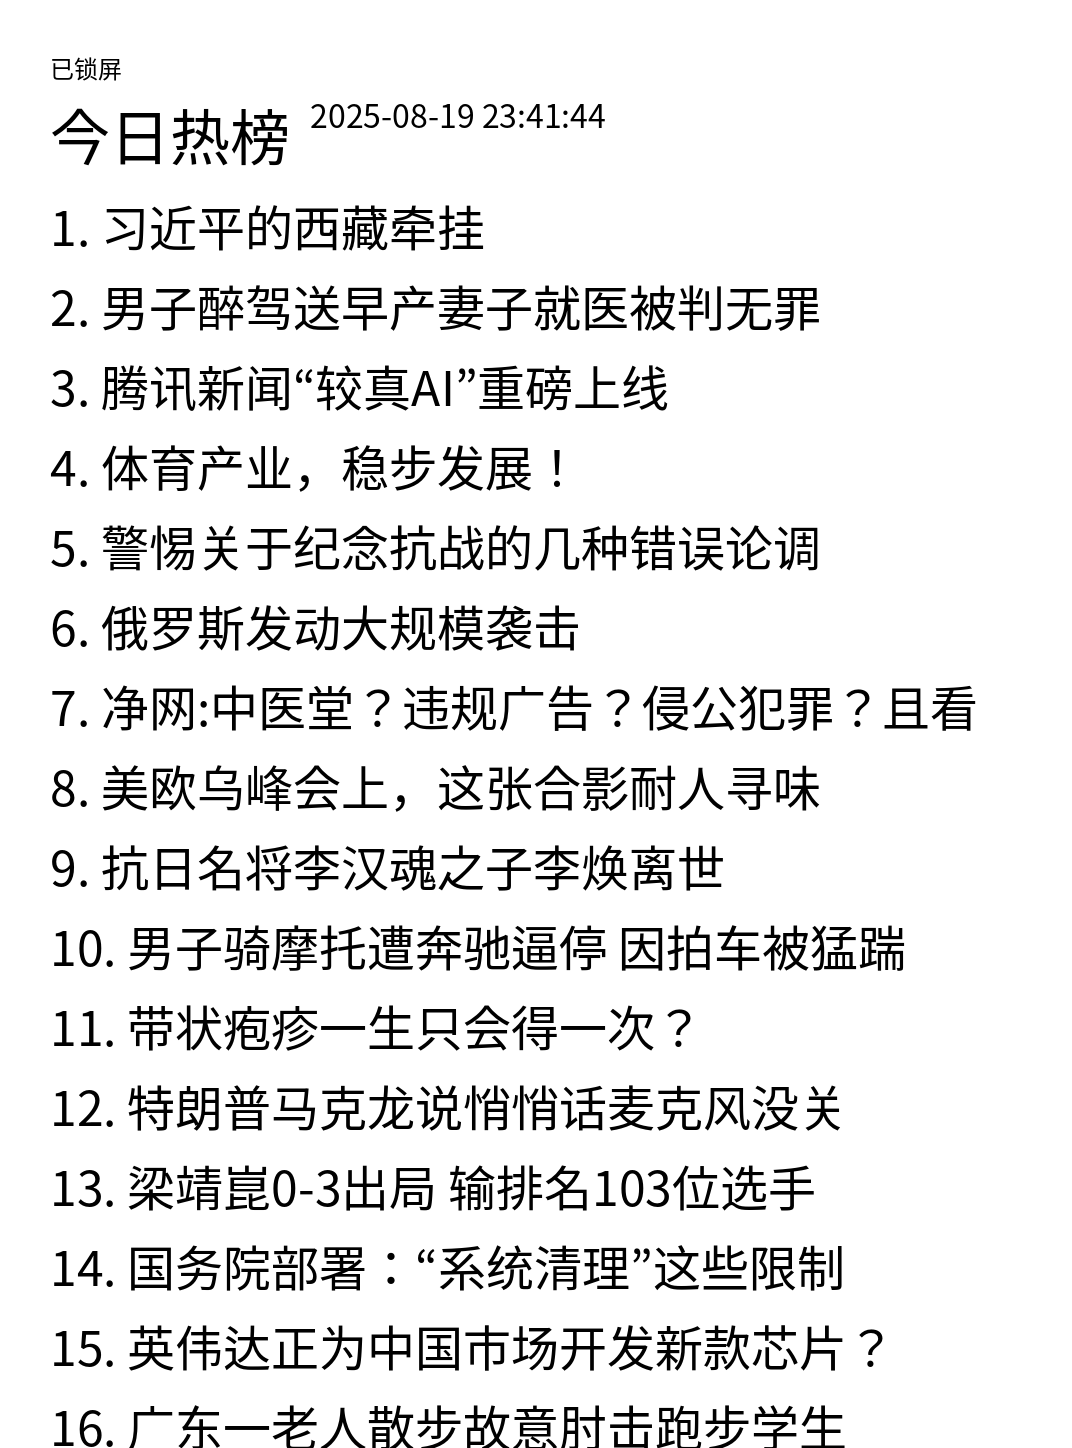 已锁屏
今日热榜 2025-08-19 23:41:44
1. 习近平的西藏牵挂
2. 男子醉驾送早产妻子就医被判无罪
3. 腾讯新闻“较真AI”重磅上线
4. 体育产业，稳步发展！
5. 警惕关于纪念抗战的几种错误论调
6. 俄罗斯发动大规模袭击
7. 净网:中医堂？违规广告？侵公犯罪？且看
8. 美欧乌峰会上，这张合影耐人寻味
9. 抗日名将李汉魂之子李焕离世
10. 男子骑摩托遭奔驰逼停 因拍车被猛踹
11. 带状疱疹一生只会得一次？
12. 特朗普马克龙说悄悄话麦克风没关
13. 梁靖崑0-3出局 输排名103位选手
14. 国务院部署：“系统清理”这些限制
15. 英伟达正为中国市场开发新款芯片？
16. 广东一老人散步故意肘击跑步学生